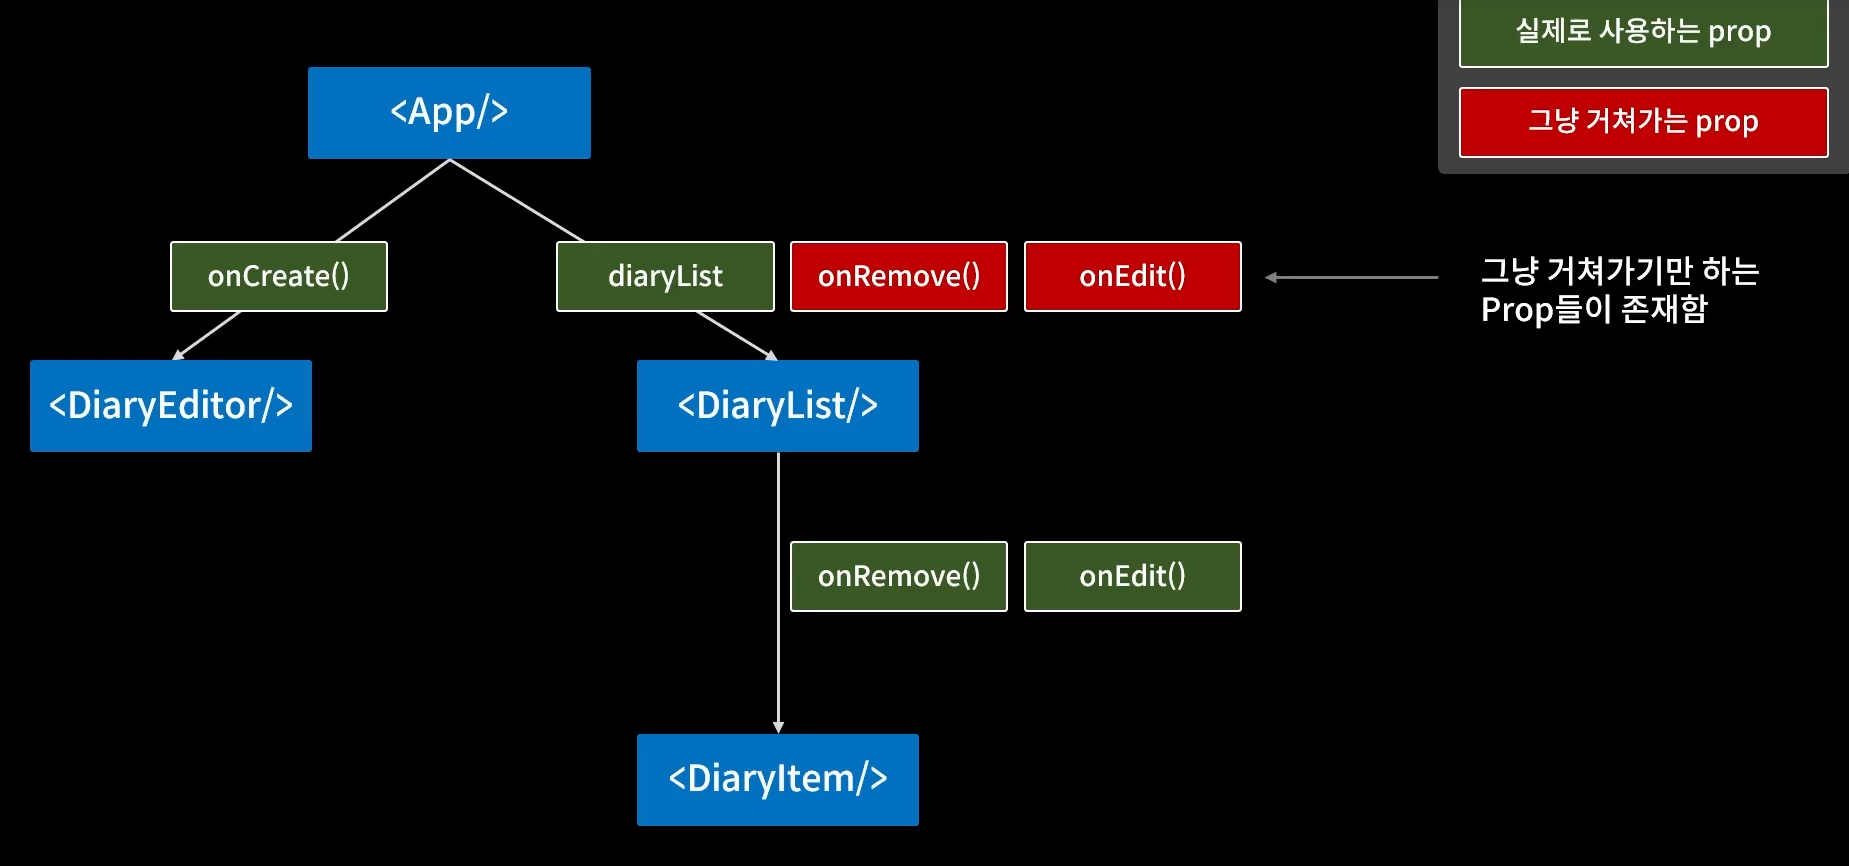 실제로 사용하는 prop
그냥 거쳐가는 prop
<App/>
onCreate()
diaryList
onRemove()
onEdit()
그냥 거쳐가기만 하는
Prop들이 존재함
<DiaryEditor/>
<DiaryList/>
onRemove()
onEdit()
<DiaryItem/>